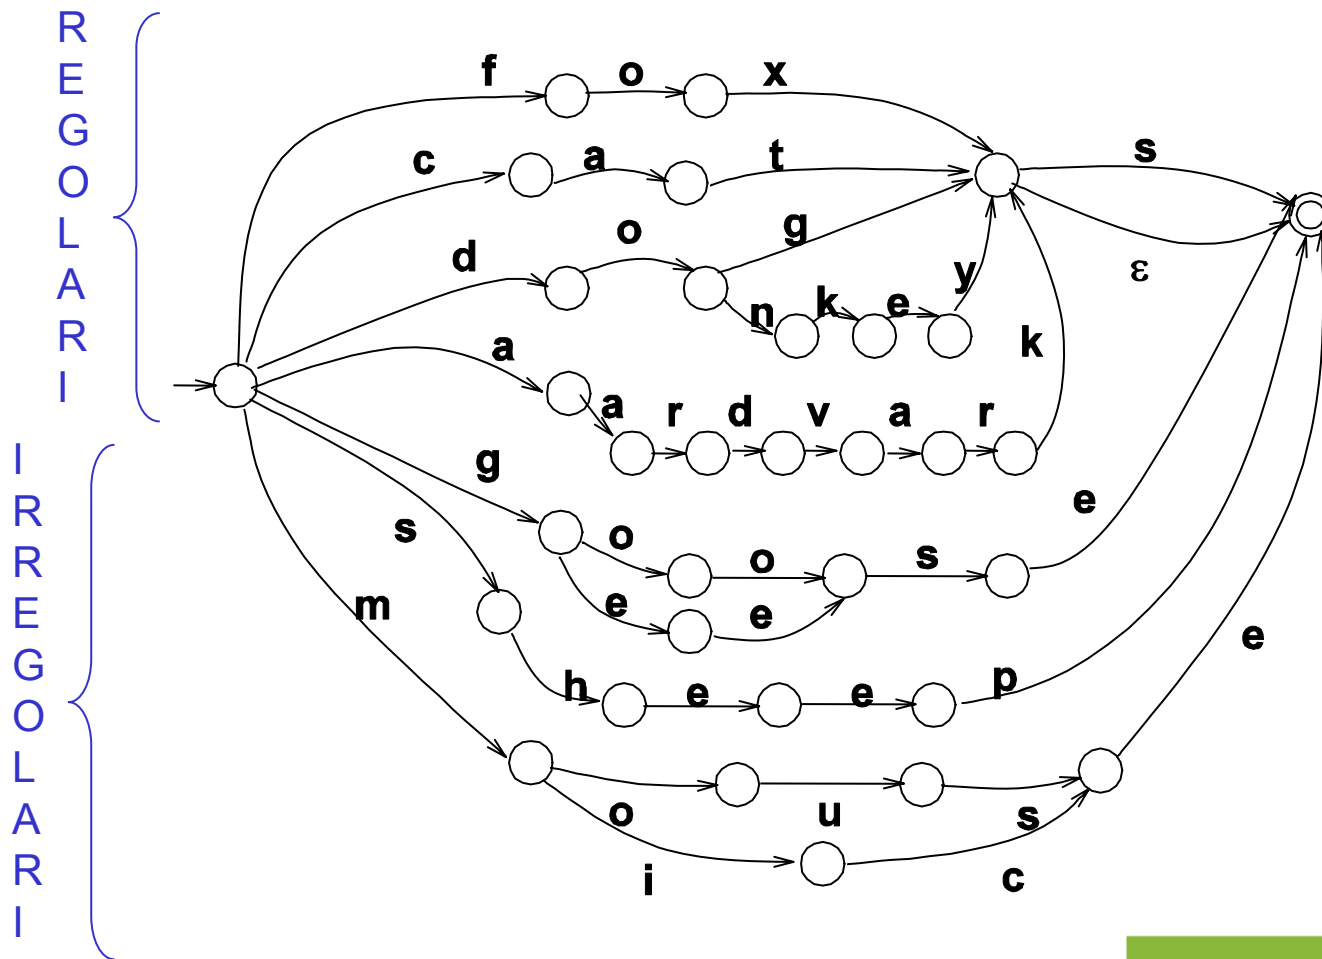 REGOLARI
IRREGOLARI
f o x
s
c a t
d o g
ε
n k e y
a
a r d v a r k
g o o s e
e e
s
h e e p
m
o u s e
i c